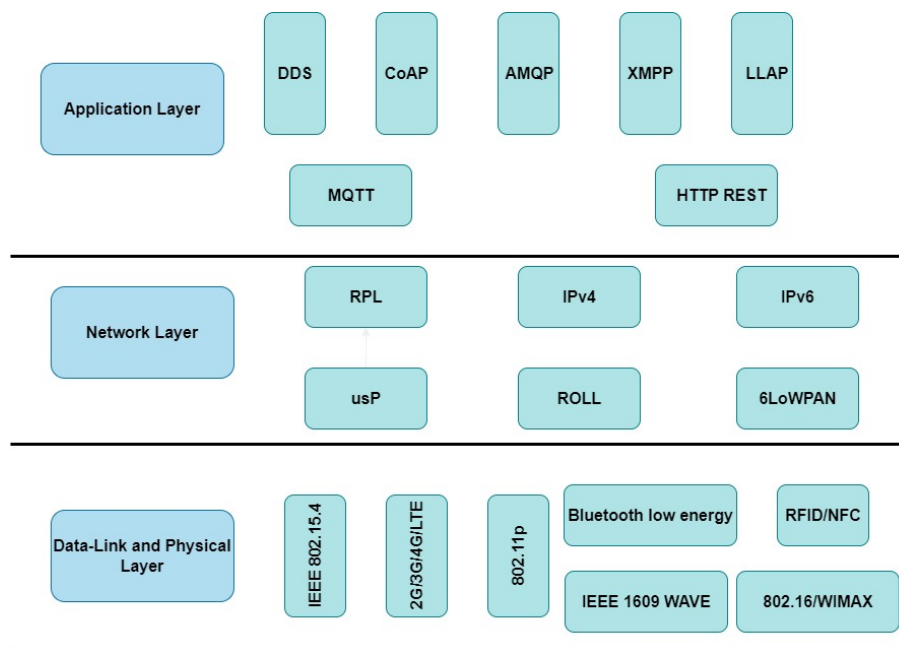 DDS
CoAP
AMQP
XMPP
LLAP
Application Layer
MQTT
HTTP REST
RPL
IPv4
IPv6
Network Layer
usP
ROLL
6LoWPAN
IEEE 802.15.4
2G/3G/4G/LTE
802.11p
Bluetooth low energy
RFID/NFC
Data-Link and Physical
Layer
IEEE 1609 WAVE
802.16/WIMAX